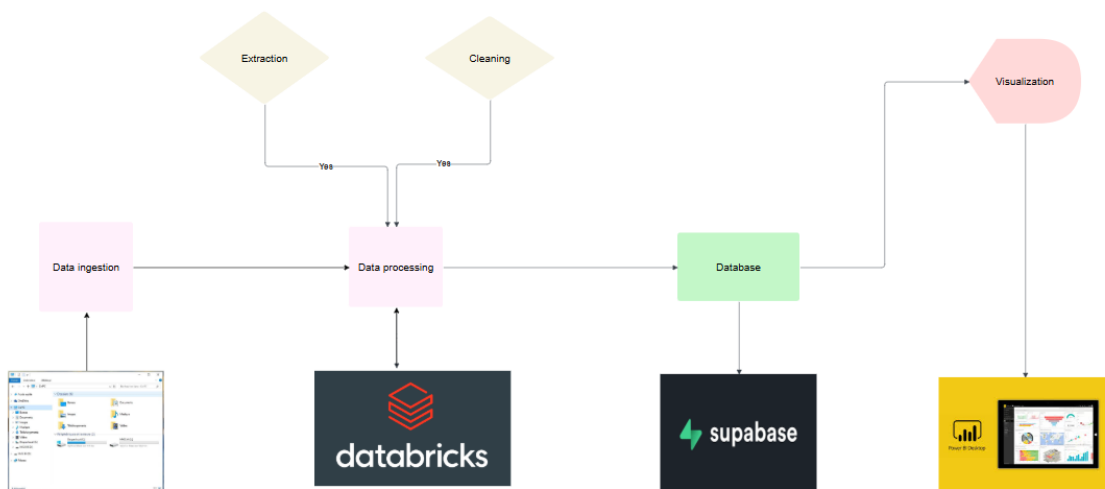 Extraction
Cleaning
Visualization
Yes
Yes
Data ingestion
Data processing
Database
databricks
supabase
Power BI Desktop